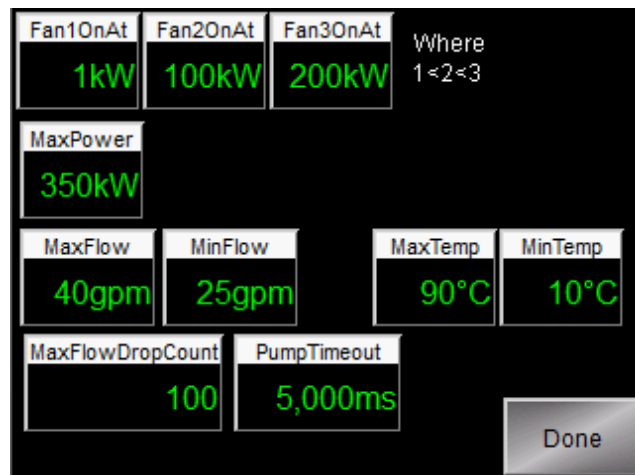 Fan1OnAt Fan2OnAt Fan3OnAt
Where
1<2<3
1kW 100kW 200kW
MaxPower
350kW
MaxFlow MinFlow MaxTemp MinTemp
40gpm 25gpm 90°C 10°C
MaxFlowDropCount PumpTimeout
100 5,000ms
Done